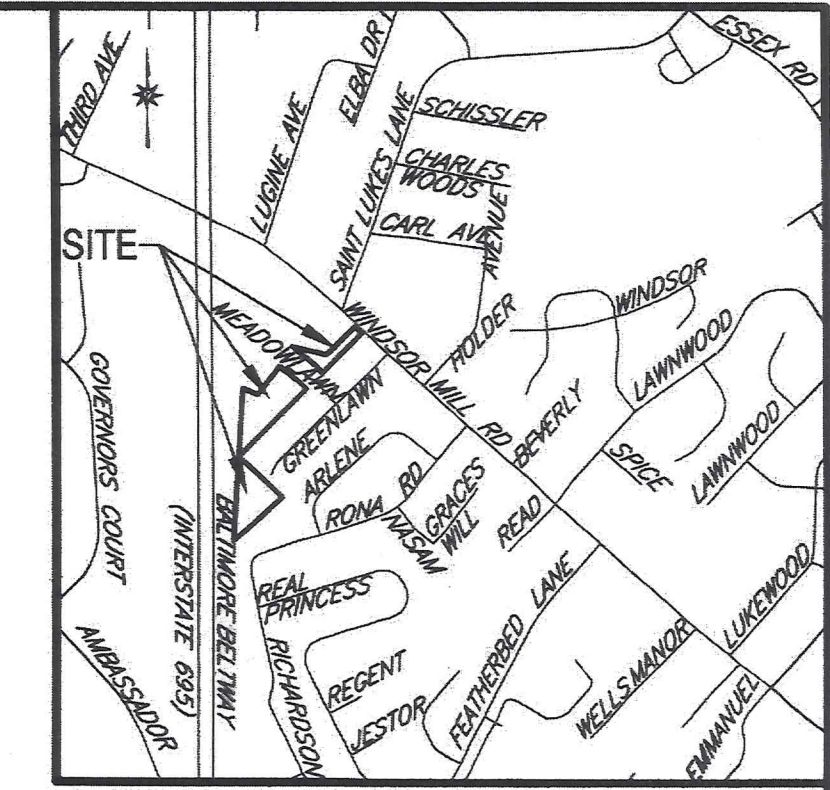 THIRD AVE
ELBA DR
ESSEX RD
LUGINE AVE
SAINT LUKES LANE
SCHISSLER
CHARLES
WOODS
AVENUE
CARL AVE
SITE
MEADOWLAWN
WINDSOR MILL RD
HOLDER
WINDSOR
LAWNWOOD
GOVERNORS COURT
GREENLAWN
ARLENE
BEVERLY
SPICE
LAWNWOOD
RONA RD
NASAM
GRACES
WILL
READ
BALTIMORE BELTWAY
(INTERSTATE 695)
REAL
PRINCESS
FEATHERBED LANE
LUKEWOOD
AMBASSADOR
RICHARDSON
REGENT
JESTOR
WELLS MANOR
EMMANUEL